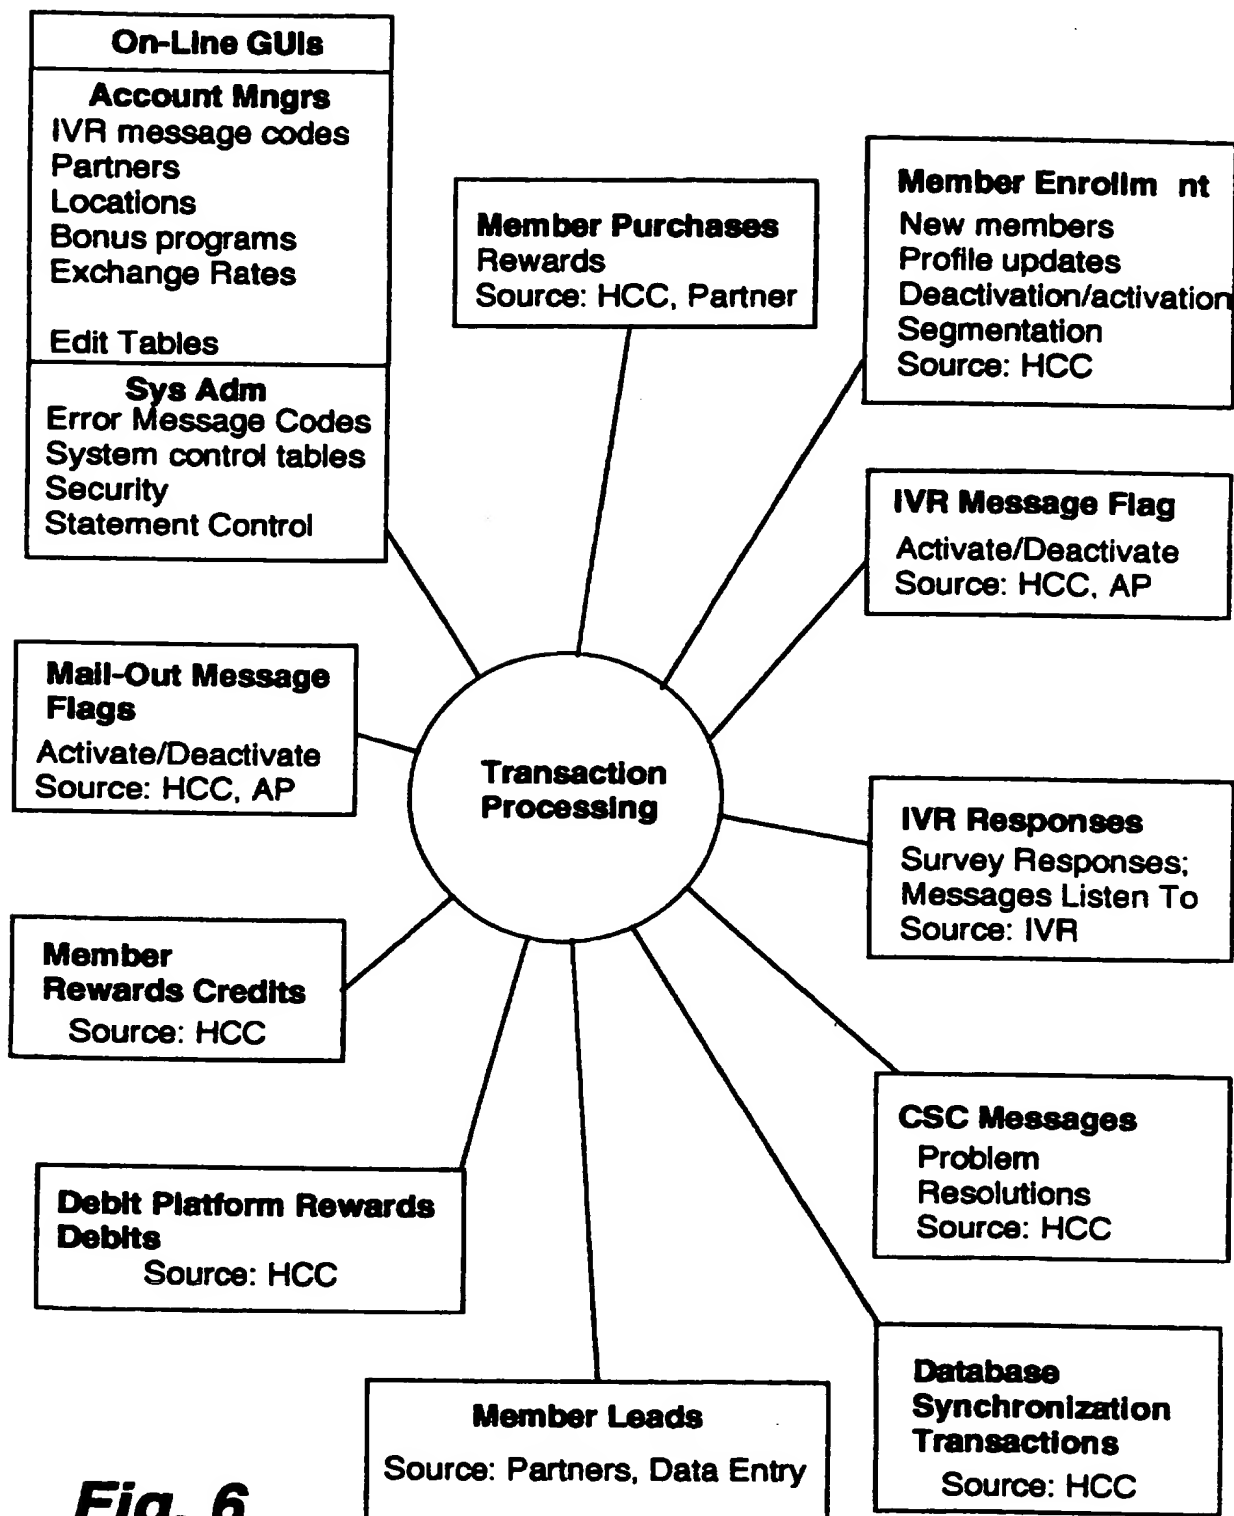 On-Line GUIs
Account Mngrs
IVR message codes
Partners
Locations
Bonus programs
Exchange Rates
Edit Tables
Sys Adm
Error Message Codes
System control tables
Security
Statement Control
Member Purchases
Rewards
Source: HCC, Partner
Member Enrollm nt
New members
Profile updates
Deactivation/activation
Segmentation
Source: HCC
IVR Message Flag
Activate/Deactivate
Source: HCC, AP
Mail-Out Message
Flags
Activate/Deactivate
Source: HCC, AP
Transaction
Processing
IVR Responses
Survey Responses;
Messages Listen To
Source: IVR
Member
Rewards Credits
Source: HCC
CSC Messages
Problem
Resolutions
Source: HCC
Debit Platform Rewards
Debits
Source: HCC
Database
Synchronization
Transactions
Source: HCC
Member Leads
Source: Partners, Data Entry
Fig. 6